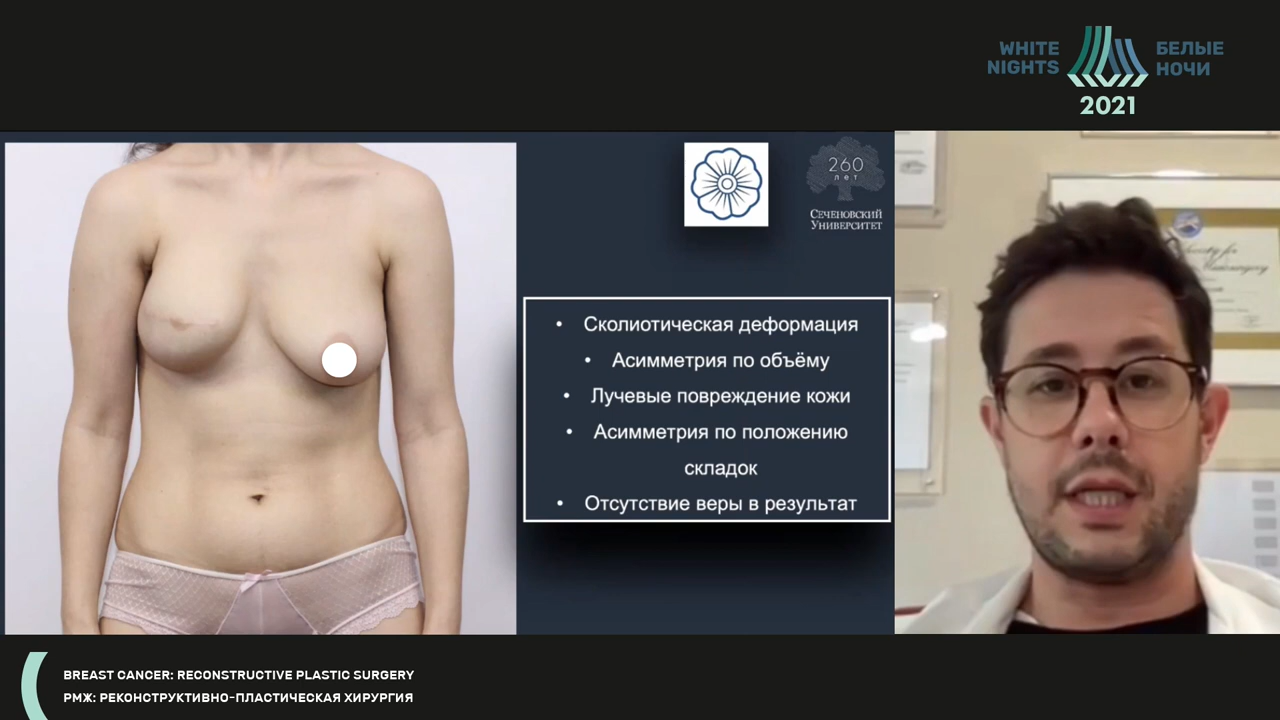 WHITE
NIGHTS
БЕЛЫЕ
НОЧИ
2021
260
лет
СЕЧЕНОВСКИЙ
УНИВЕРСИТЕТ
• Сколиотическая деформация
• Асимметрия по объёму
• Лучевые повреждение кожи
• Асимметрия по положению
складок
• Отсутствие веры в результат
BREAST CANCER: RECONSTRUCTIVE PLASTIC SURGERY
РМЖ: РЕКОНСТРУКТИВНО-ПЛАСТИЧЕСКАЯ ХИРУРГИЯ